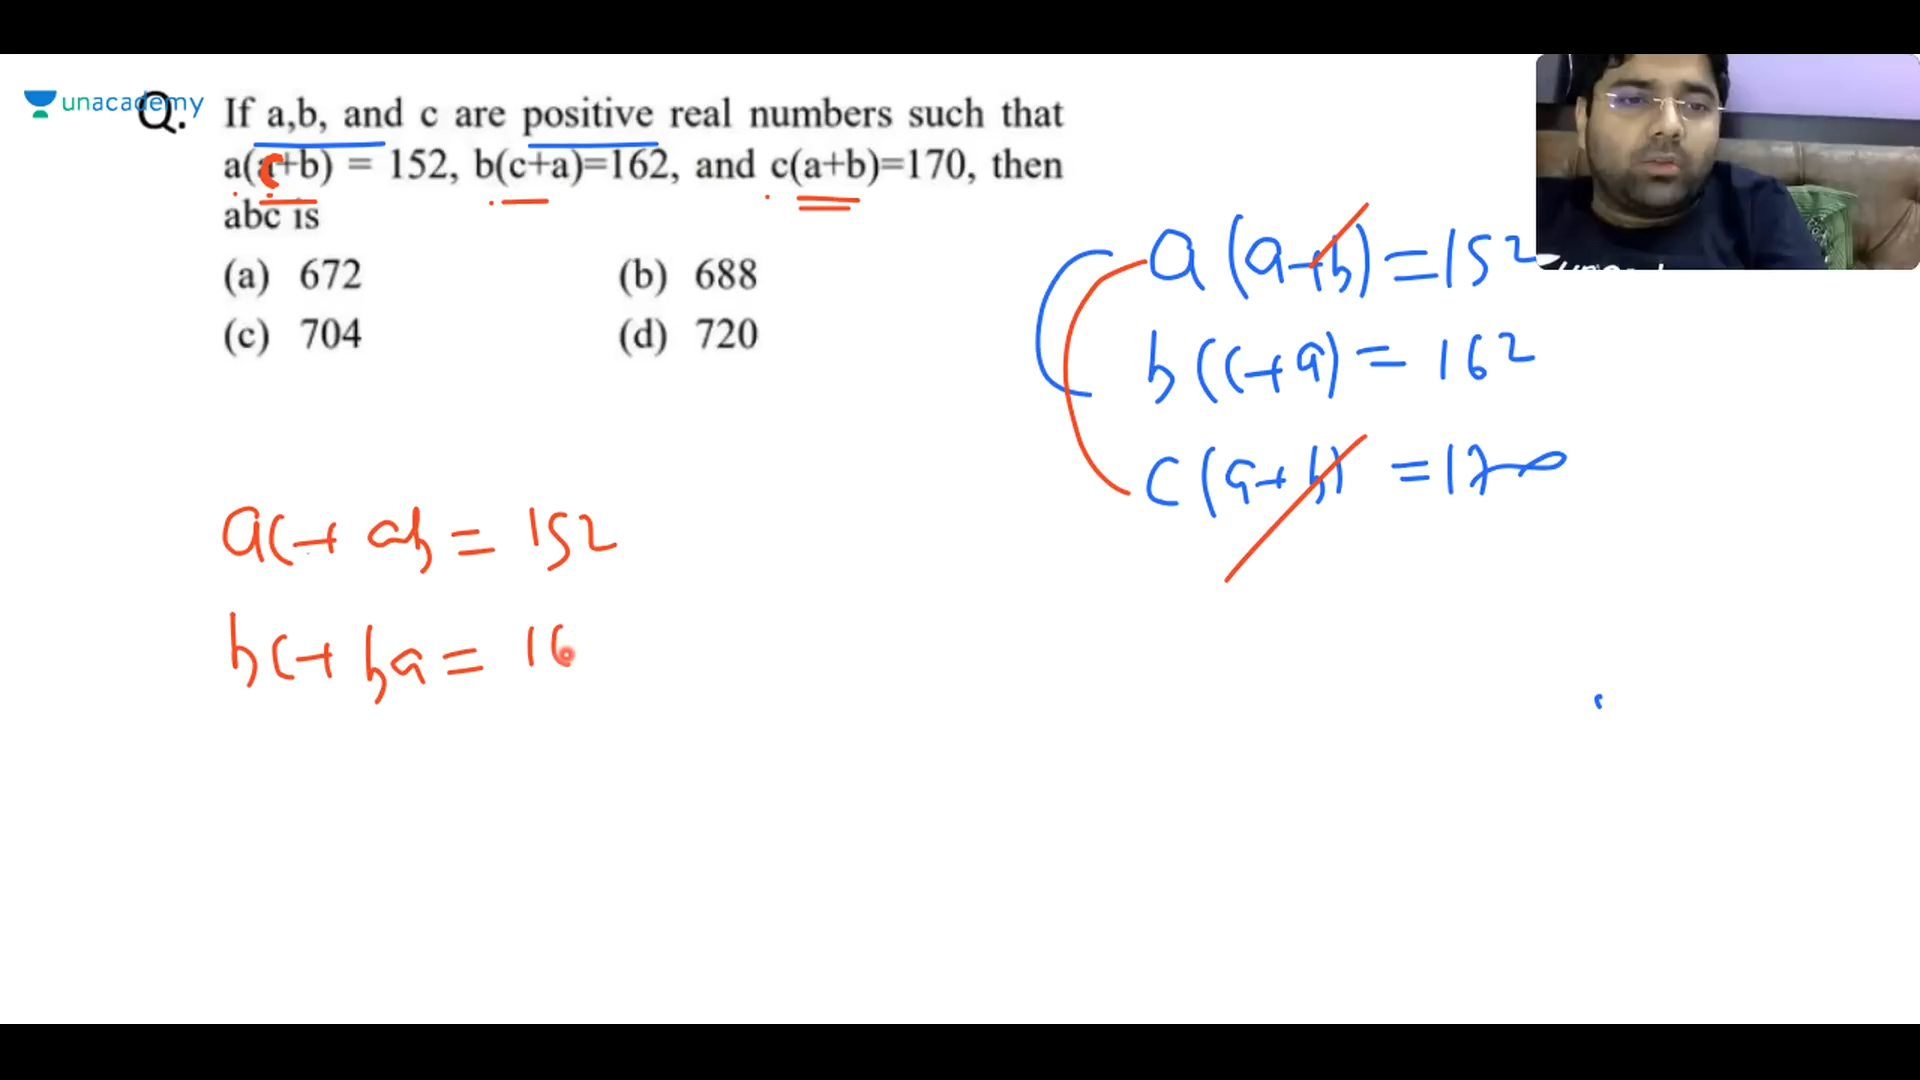 unacademy
Q. If a,b, and c are positive real numbers such that
a(c+b) = 152, b(c+a)=162, and c(a+b)=170, then
abc is
(a) 672 (b) 688
(c) 704 (d) 720
a(a+b) = 152
b(c+a) = 162
c(a+b) = 170
ac+ab = 152
bc+ba = 16